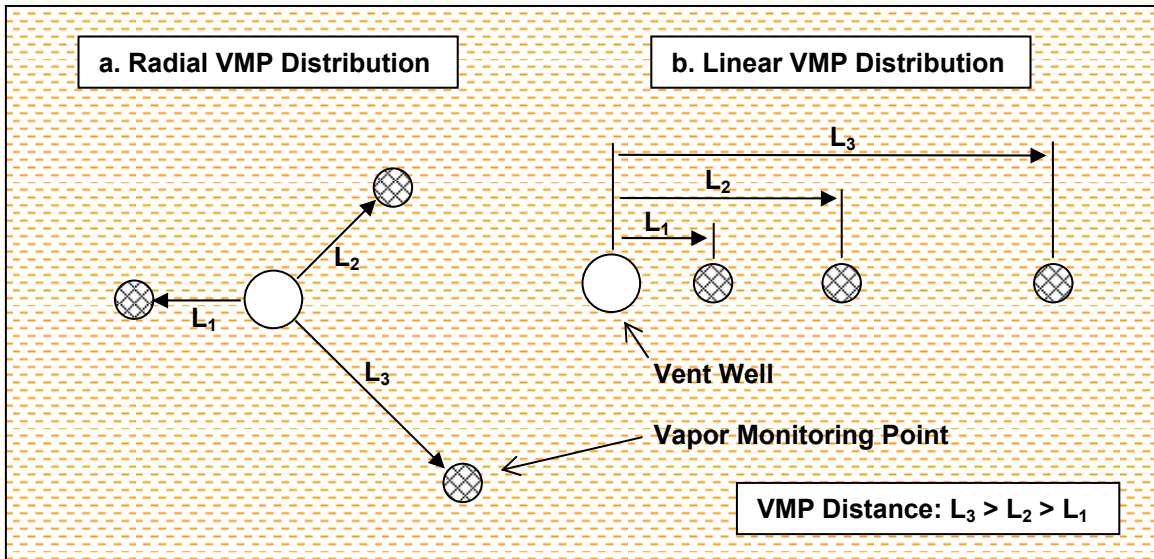 a. Radial VMP Distribution
b. Linear VMP Distribution
L₃
L₂
L₁
L₂
L₁
L₃
Vent Well
Vapor Monitoring Point
VMP Distance: L₃ > L₂ > L₁